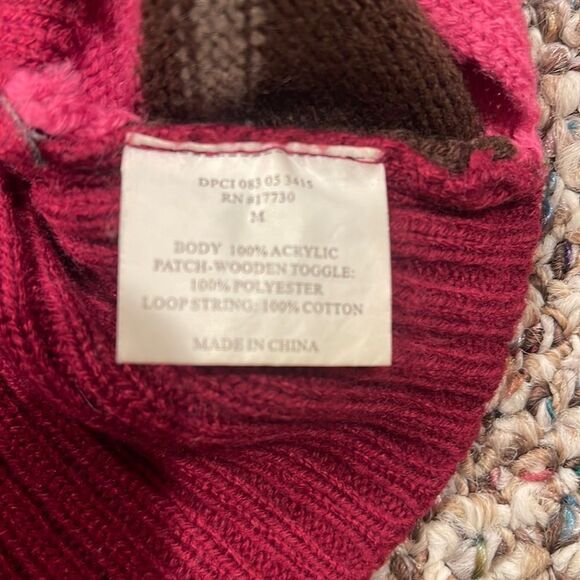 DPCI 083 05 3415
RN #17730
M
BODY 100% ACRYLIC
PATCH-WOODEN TOGGLE:
100% POLYESTER
LOOP STRING: 100% COTTON
MADE IN CHINA